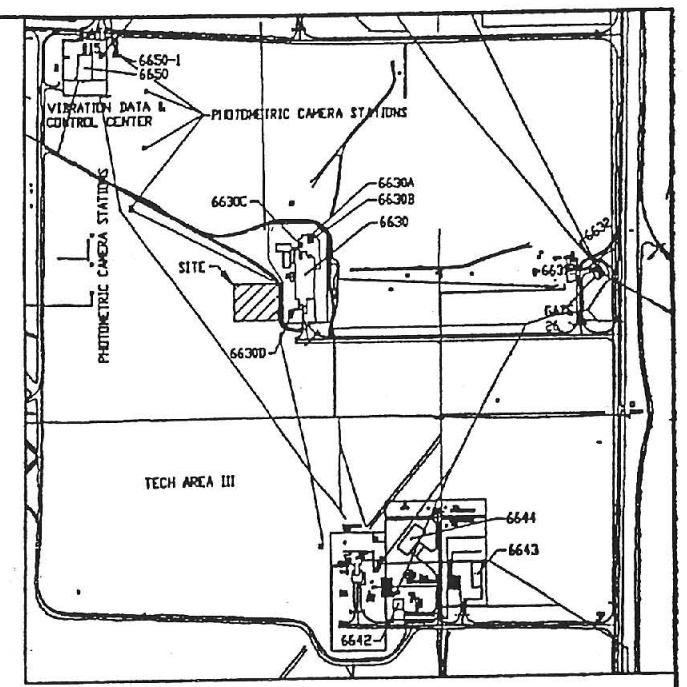 6650-1
6650
VIBRATION DATA &
CONTROL CENTER
PHOTOMETRIC CAMERA STATIONS
PHOTOMETRIC CAMERA STATIONS
6630A
6630B
6630C
6630
6632
SITE
GATE
26
6630D
TECH AREA III
6644
6643
6642